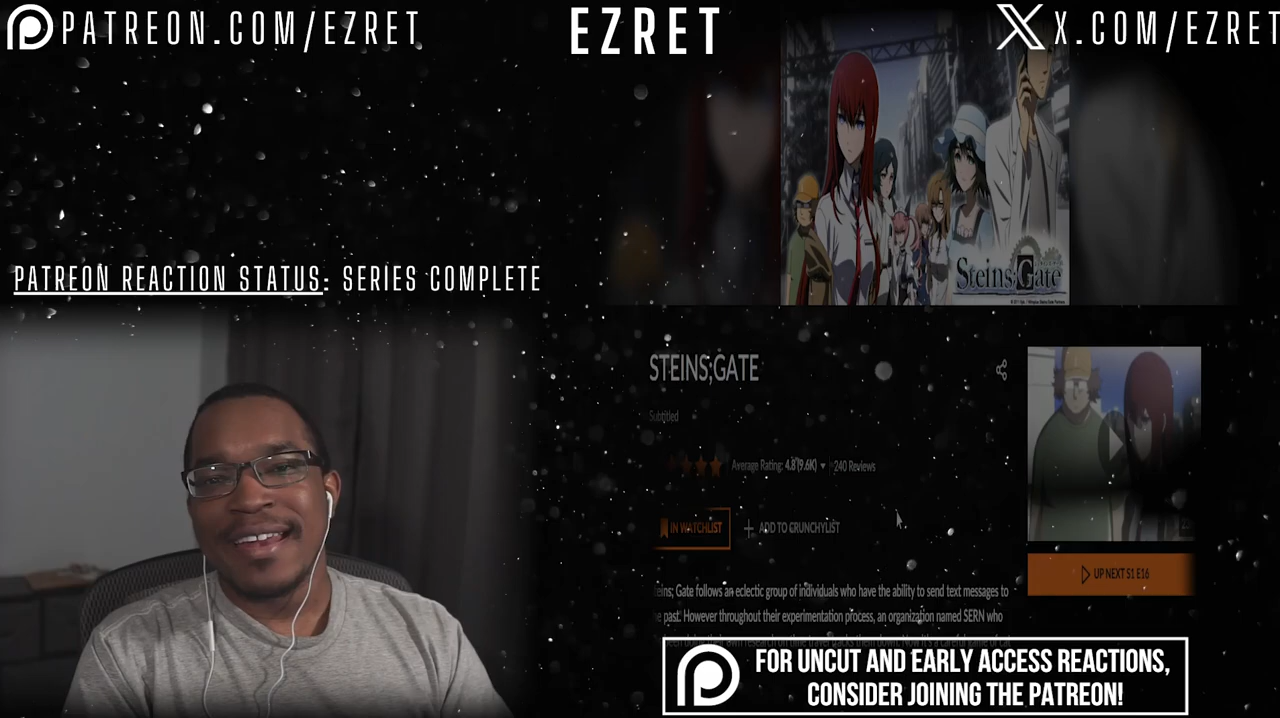 PATREON.COM/EZRET
EZRET
X.COM/EZRET
Steins;Gate
PATREON REACTION STATUS: SERIES COMPLETE
STEINS;GATE
Subtitled
Average Rating: 4.8 (9.6K)
240 Reviews
IN WATCHLIST
ADD TO CRUNCHYLIST
UP NEXT S1 E16
eins; Gate follows an eclectic group of individuals who have the ability to send text messages to
e past. However throughout their experimentation process, an organization named SERN who
FOR UNCUT AND EARLY ACCESS REACTIONS,
CONSIDER JOINING THE PATREON!